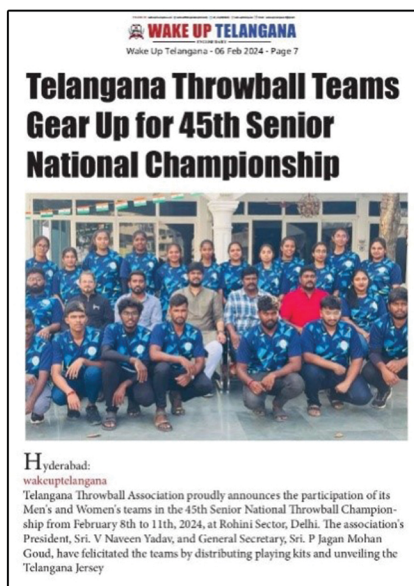 WAKE UP TELANGANA
Wake Up Telangana - 06 Feb 2024 - Page 7
Telangana Throwball Teams
Gear Up for 45th Senior
National Championship
Hyderabad:
wakeuptelangana
Telangana Throwball Association proudly announces the participation of its
Men's and Women's teams in the 45th Senior National Throwball Champion-
ship from February 8th to 11th, 2024, at Rohini Sector, Delhi. The association's
President, Sri. V Naveen Yadav, and General Secretary, Sri. P Jagan Mohan
Goud, have felicitated the teams by distributing playing kits and unveiling the
Telangana Jersey